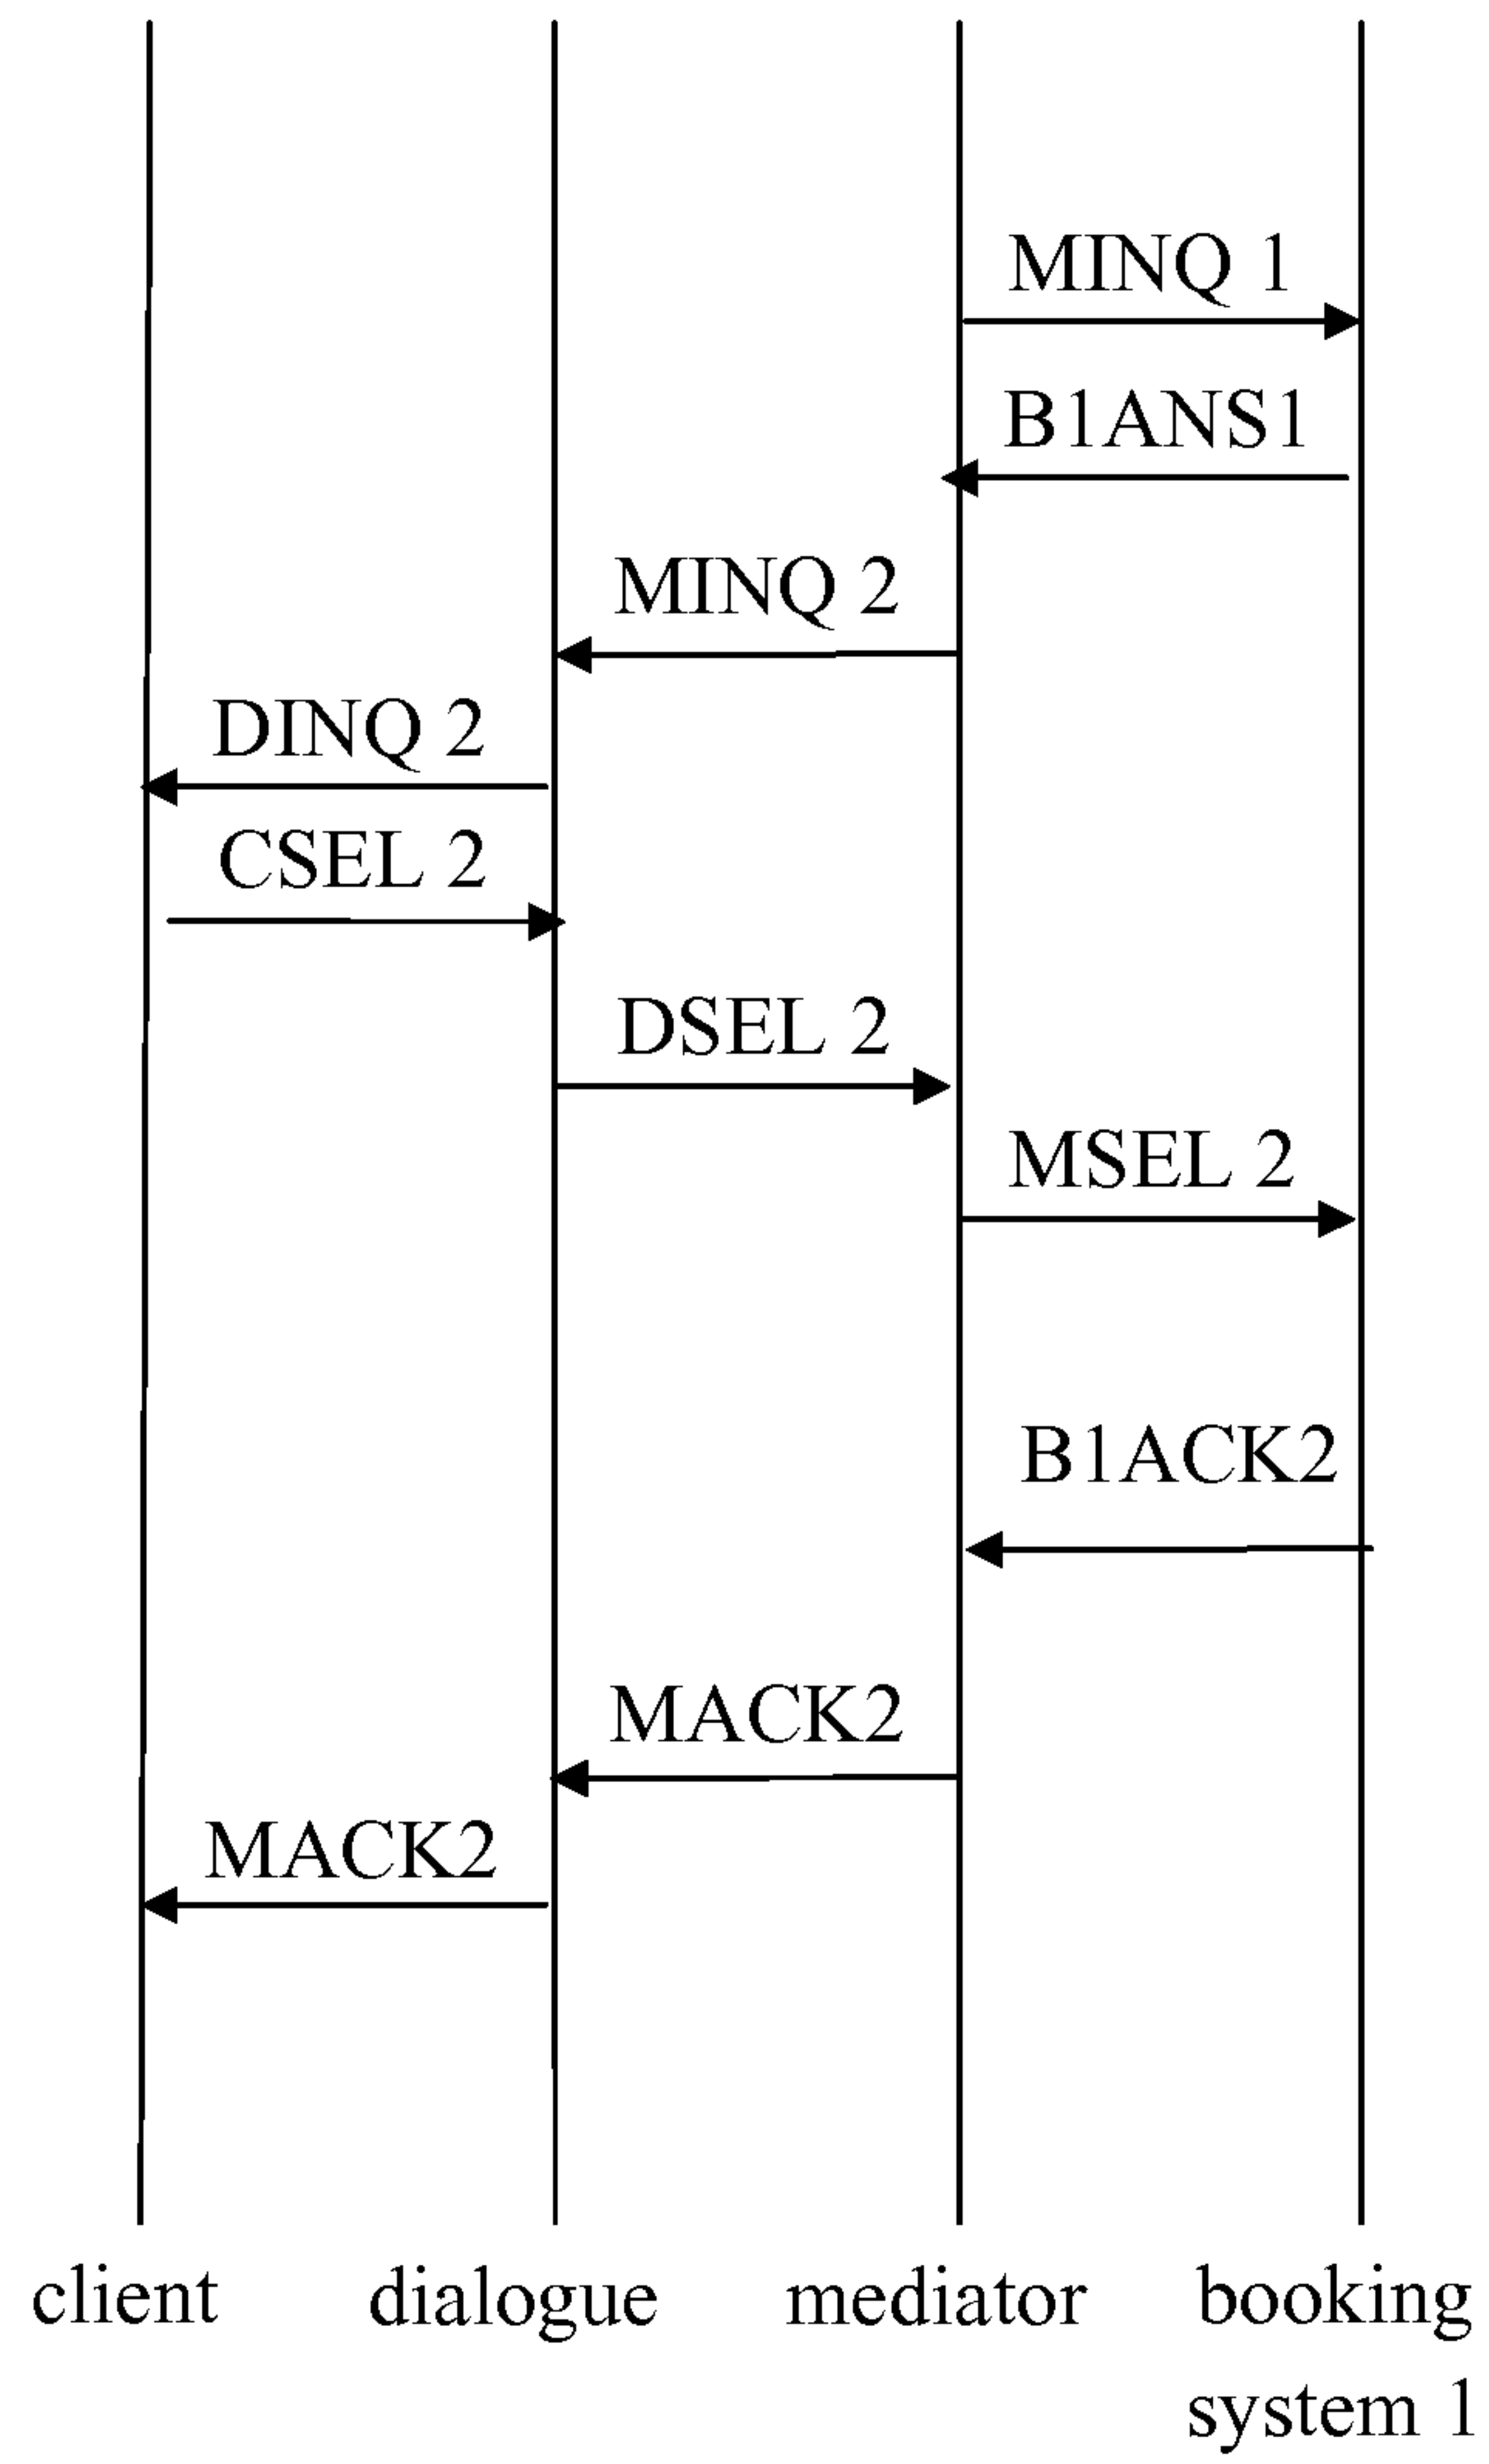 MINQ 1
B1ANS1
MINQ 2
DINQ 2
CSEL 2
DSEL 2
MSEL 2
B1ACK2
MACK2
MACK2
client
dialogue
mediator
booking
system 1